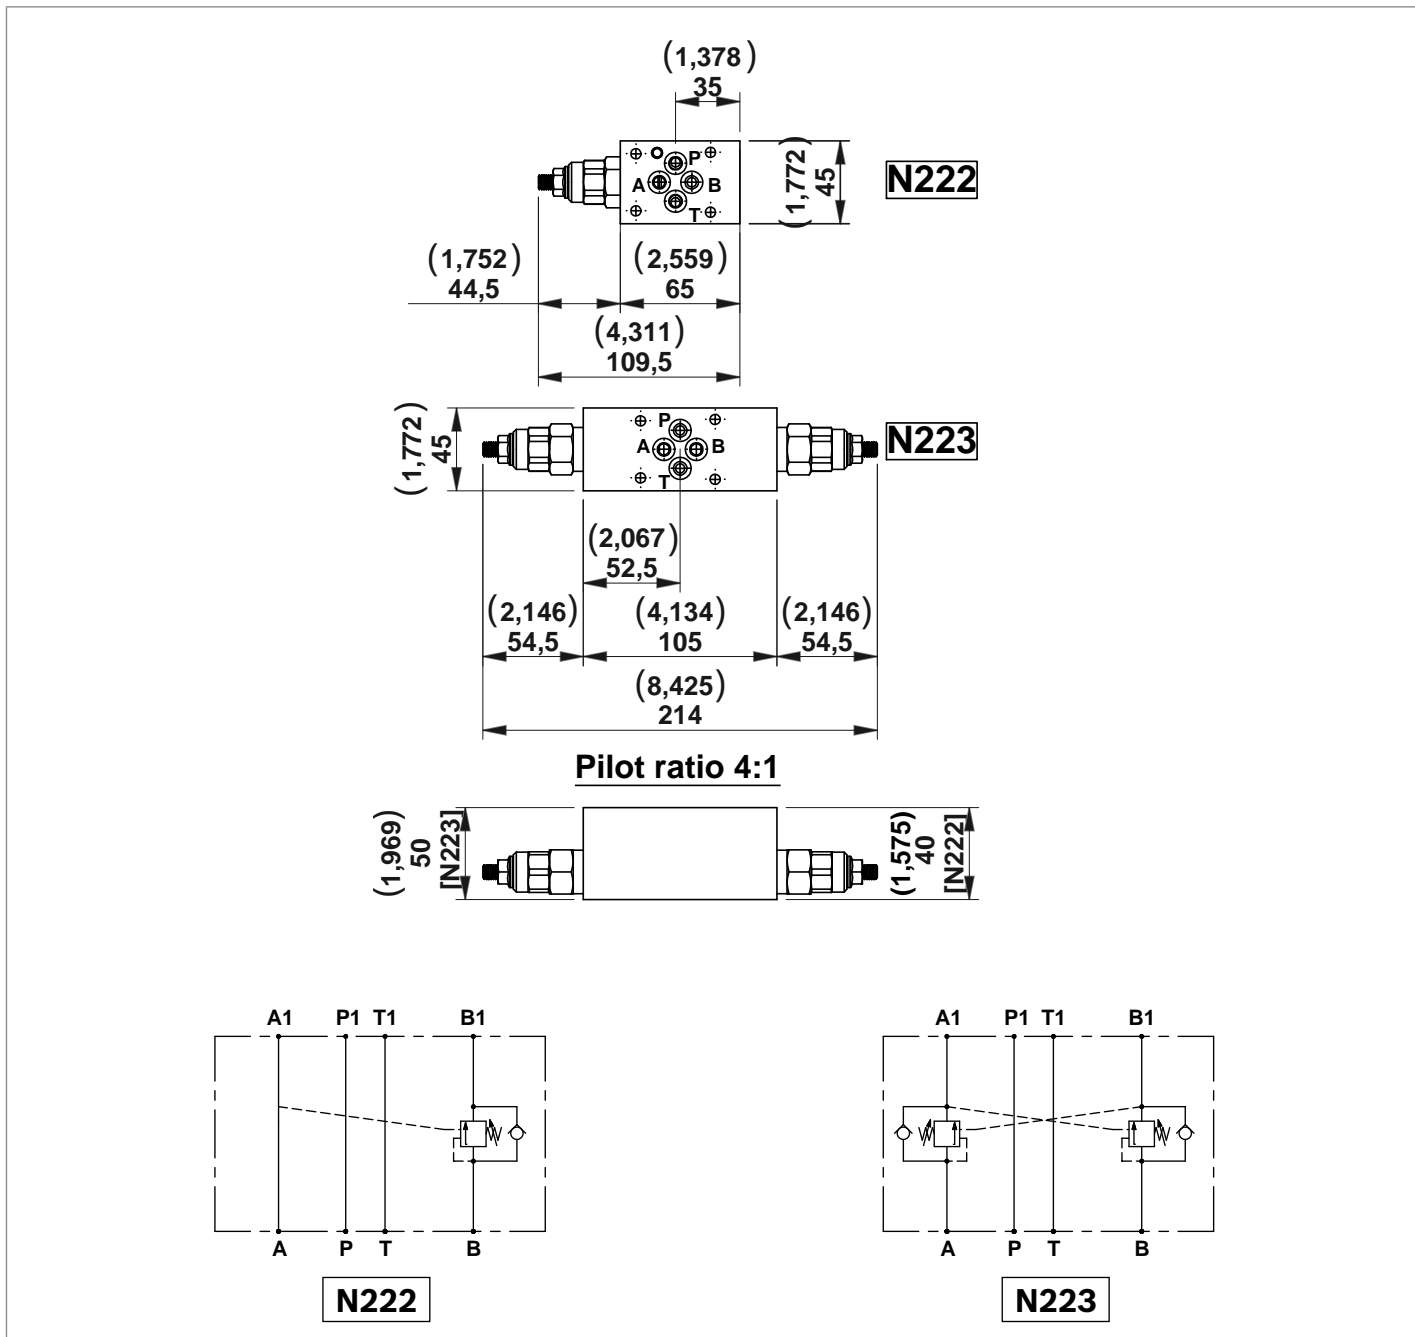 (1,378)
35
P
A
B
T
(1,772)
45
N222
(1,752)
44,5
(2,559)
65
(4,311)
109,5
(1,772)
45
P
A
B
T
N223
(2,067)
52,5
(2,146)
54,5
(4,134)
105
(2,146)
54,5
(8,425)
214
Pilot ratio 4:1
(1,969)
50
[N223]
(1,575)
40
[N222]
A1 P1 T1 B1
A P T B
N222
A1 P1 T1 B1
A P T B
N223